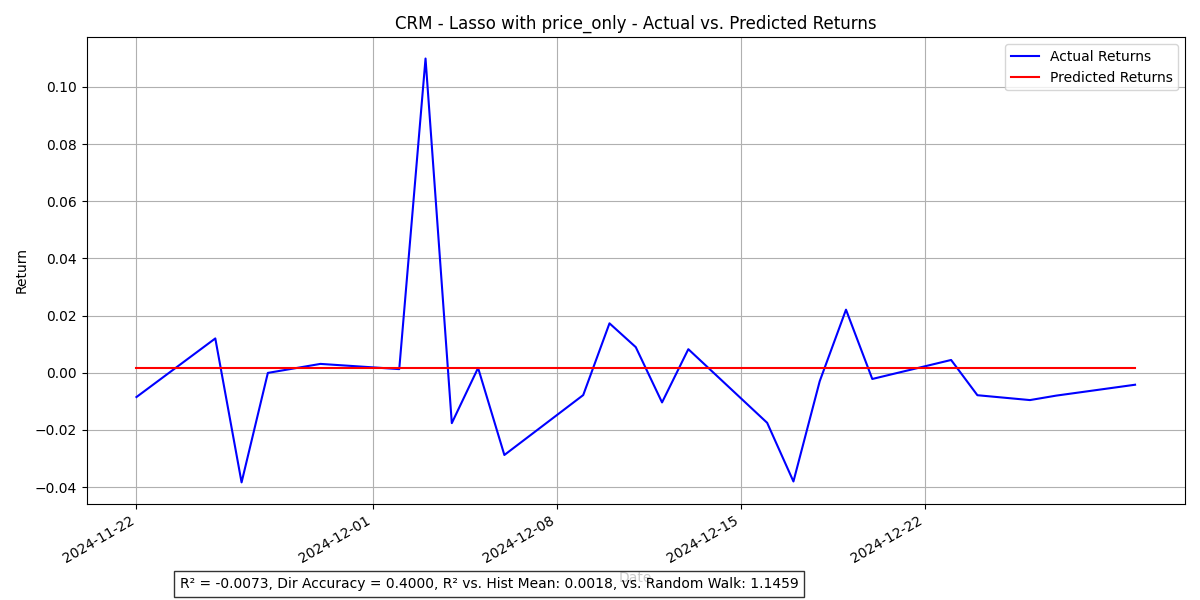 CRM - Lasso with price_only - Actual vs. Predicted Returns
Actual Returns
Predicted Returns
Return
0.10
0.08
0.06
0.04
0.02
0.00
−0.02
−0.04
2024-11-22
2024-12-01
2024-12-08
2024-12-15
2024-12-22
Date
R² = -0.0073, Dir Accuracy = 0.4000, R² vs. Hist Mean: 0.0018, vs. Random Walk: 1.1459